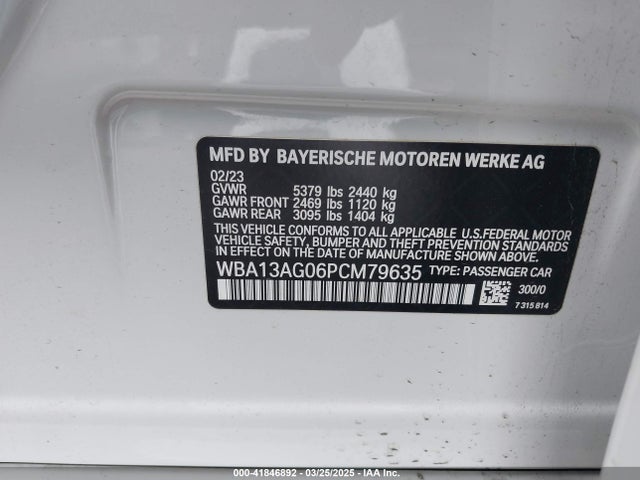 MFD BY BAYERISCHE MOTOREN WERKE AG
02/23
GVWR 5379 lbs 2440 kg
GAWR FRONT 2469 lbs 1120 kg
GAWR REAR 3095 lbs 1404 kg
THIS VEHICLE CONFORMS TO ALL APPLICABLE U.S.FEDERAL MOTOR
VEHICLE SAFETY, BUMPER, AND THEFT PREVENTION STANDARDS IN
EFFECT ON THE DATE OF MANUFACTURE SHOWN ABOVE.
WBA13AG06PCM79635 TYPE: PASSENGER CAR
300/0
7 315 814
000-41846892 - 03/25/2025 - IAA Inc.